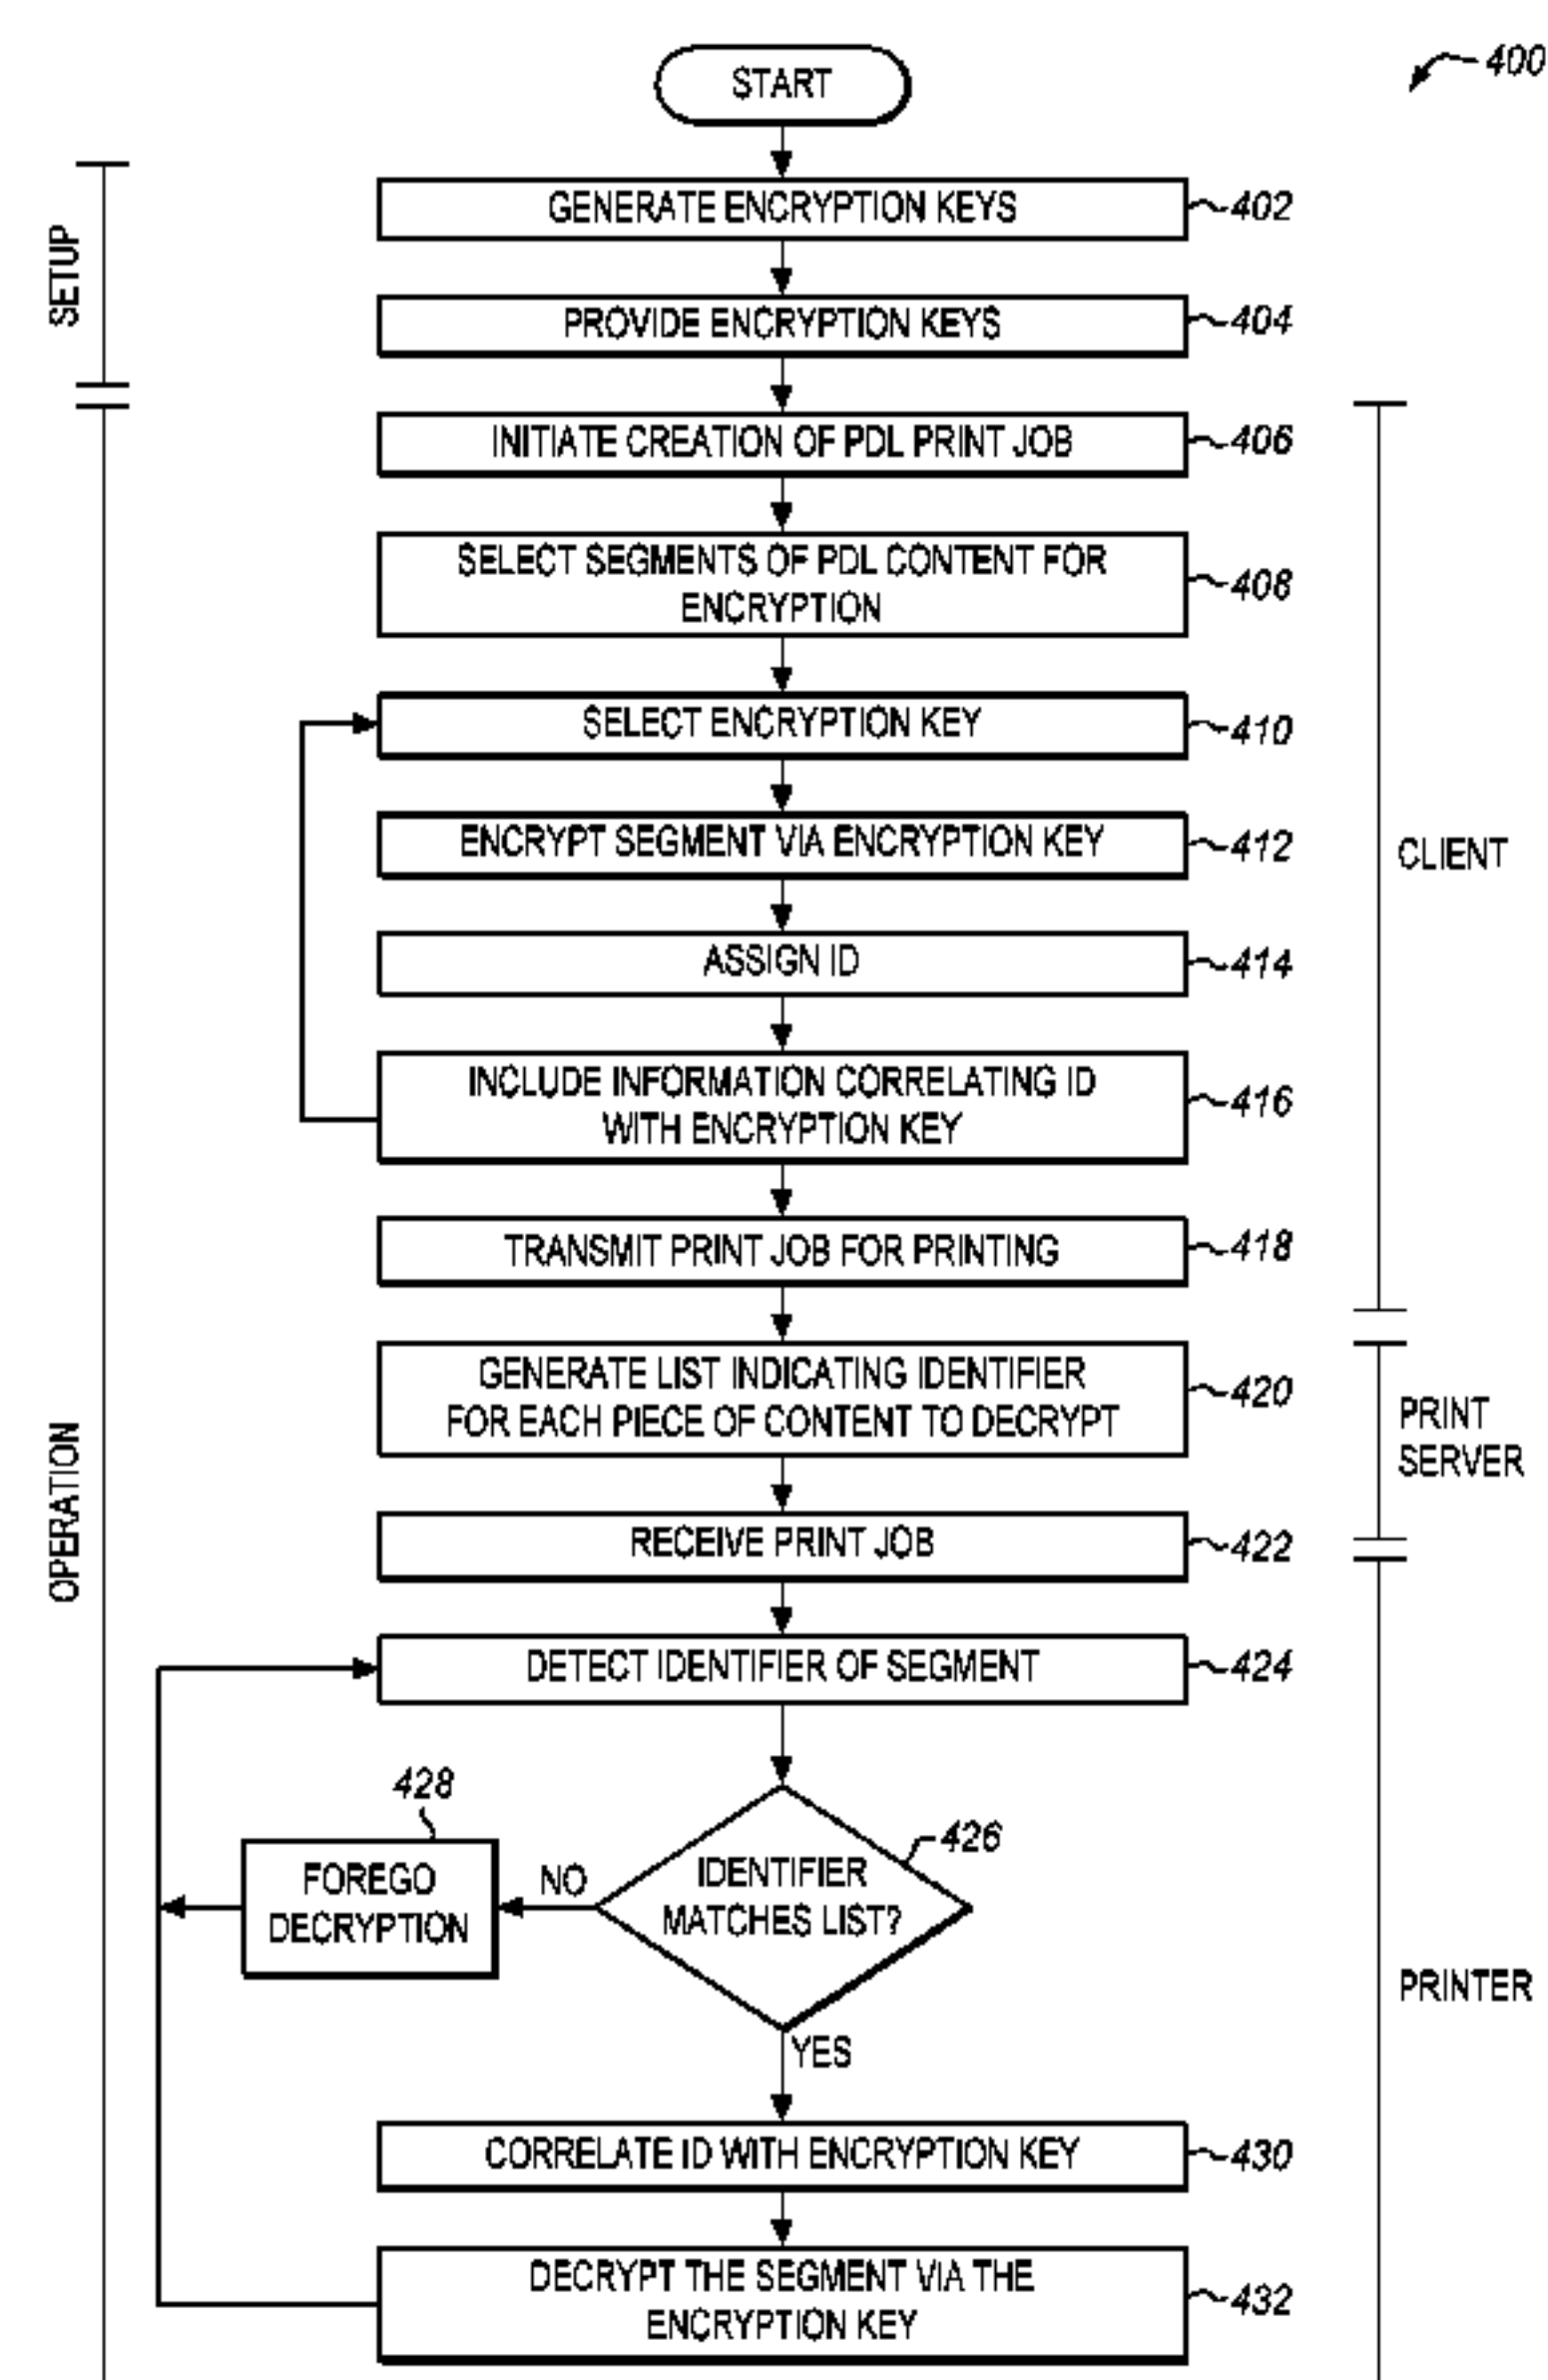 START
400
GENERATE ENCRYPTION KEYS
402
SETUP
PROVIDE ENCRYPTION KEYS
404
INITIATE CREATION OF PDL PRINT JOB
406
SELECT SEGMENTS OF PDL CONTENT FOR
ENCRYPTION
408
SELECT ENCRYPTION KEY
410
ENCRYPT SEGMENT VIA ENCRYPTION KEY
412
CLIENT
ASSIGN ID
414
INCLUDE INFORMATION CORRELATING ID
WITH ENCRYPTION KEY
416
TRANSMIT PRINT JOB FOR PRINTING
418
GENERATE LIST INDICATING IDENTIFIER
FOR EACH PIECE OF CONTENT TO DECRYPT
420
PRINT
SERVER
OPERATION
RECEIVE PRINT JOB
422
DETECT IDENTIFIER OF SEGMENT
424
428
FOREGO
DECRYPTION
NO
IDENTIFIER
MATCHES LIST?
426
YES
PRINTER
CORRELATE ID WITH ENCRYPTION KEY
430
DECRYPT THE SEGMENT VIA THE
ENCRYPTION KEY
432